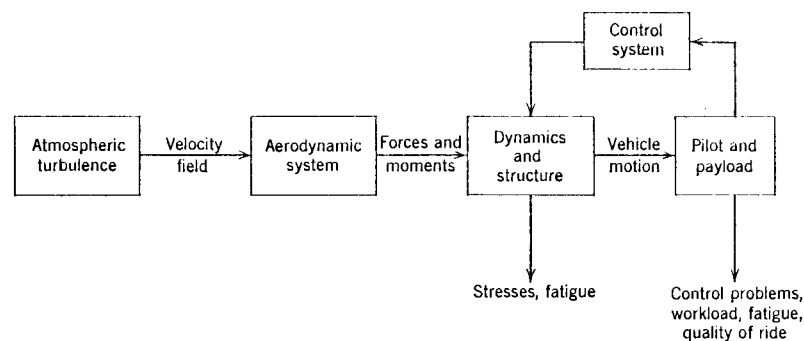 Control
system
Atmospheric
turbulence
Velocity
field
Aerodynamic
system
Forces and
moments
Dynamics
and
structure
Vehicle
motion
Pilot and
payload
Stresses, fatigue
Control problems,
workload, fatigue,
quality of ride